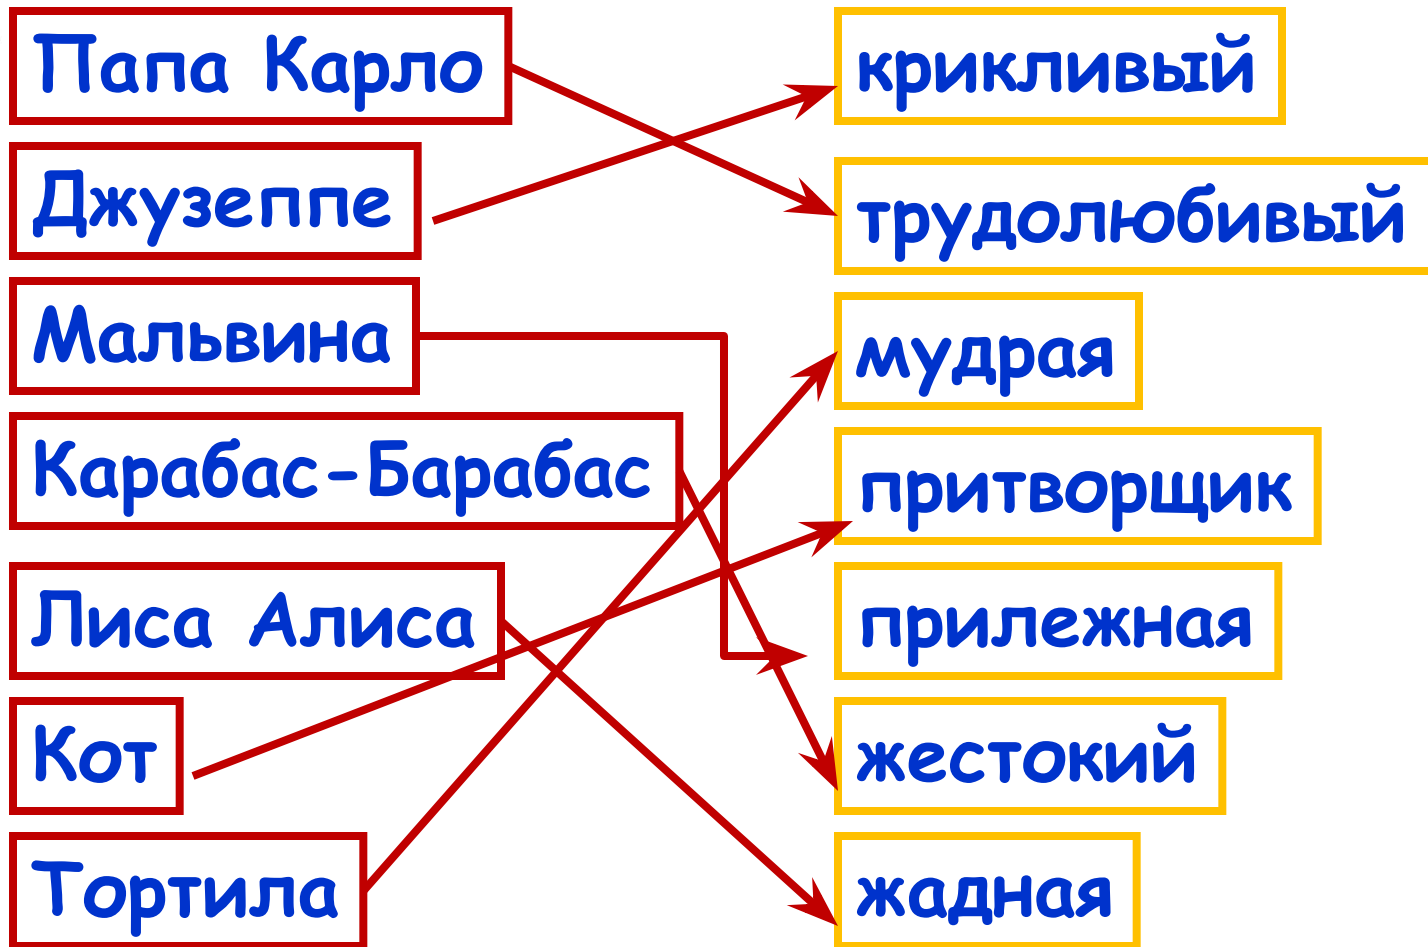 Папа Карло
крикливый
Джузеппе
трудолюбивый
Мальвина
мудрая
Карабас-Барабас
притворщик
Лиса Алиса
прилежная
Кот
жестокий
Тортила
жадная